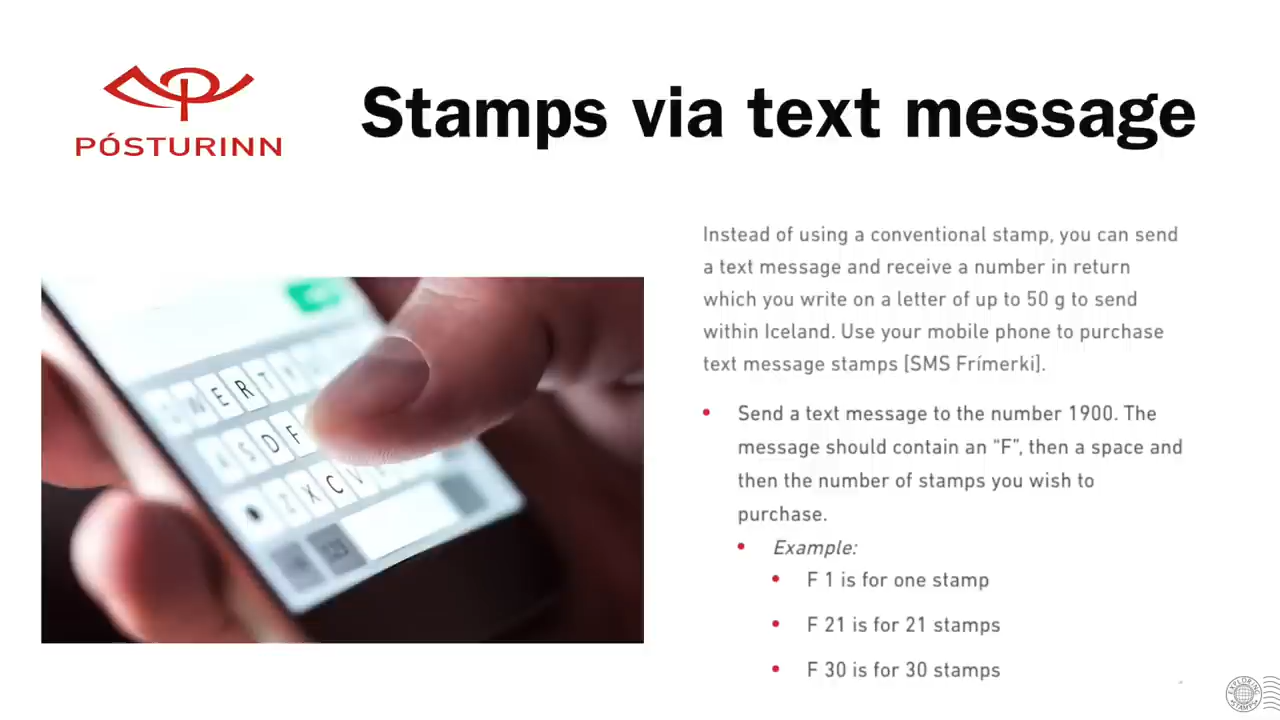 PÓSTURINN
Stamps via text message
Instead of using a conventional stamp, you can send
a text message and receive a number in return
which you write on a letter of up to 50 g to send
within Iceland. Use your mobile phone to purchase
text message stamps [SMS Frímerki].
Send a text message to the number 1900. The
message should contain an “F”, then a space and
then the number of stamps you wish to
purchase.
Example:
F 1 is for one stamp
F 21 is for 21 stamps
F 30 is for 30 stamps
W E R T
A S D F
Z X C V
EXPLORING STAMPS